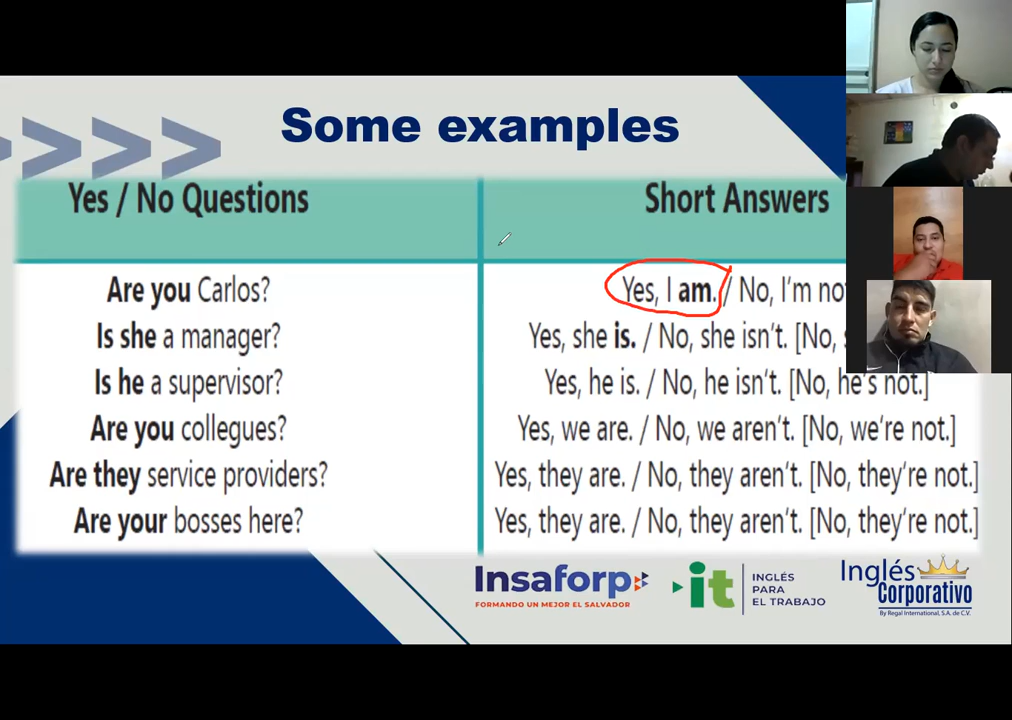 Some examples
Yes / No Questions
Short Answers
Are you Carlos?
Yes, I am. / No, I'm not
Is she a manager?
Yes, she is. / No, she isn't. [No,
Is he a supervisor?
Yes, he is. / No, he isn't. [No, he's not.]
Are you collegues?
Yes, we are. / No, we aren't. [No, we're not.]
Are they service providers?
Yes, they are. / No, they aren't. [No, they're not.]
Are your bosses here?
Yes, they are. / No, they aren't. [No, they're not.]
Insaforp
FORMANDO UN MEJOR EL SALVADOR
it
INGLÉS
PARA
EL TRABAJO
Inglés
Corporativo
By Regal International, S.A. de C.V.